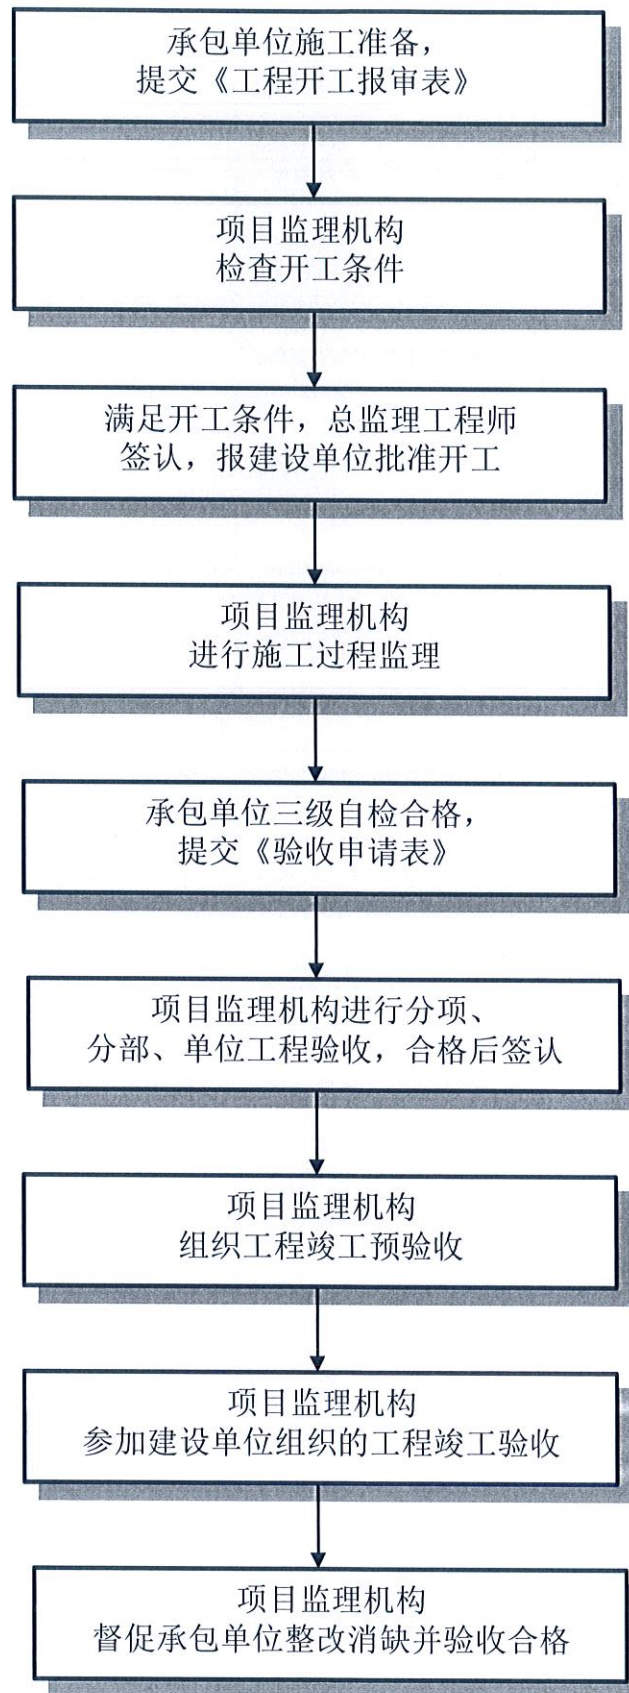 承包单位施工准备，
提交《工程开工报审表》
项目监理机构
检查开工条件
满足开工条件，总监理工程师
签认，报建设单位批准开工
项目监理机构
进行施工过程监理
承包单位三级自检合格，
提交《验收申请表》
项目监理机构进行分项、
分部、单位工程验收，合格后签认
项目监理机构
组织工程竣工预验收
项目监理机构
参加建设单位组织的工程竣工验收
项目监理机构
督促承包单位整改消缺并验收合格